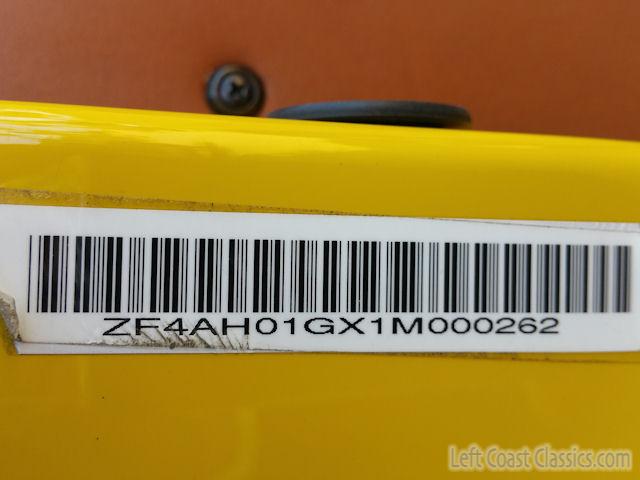 ZF4AH01GX1M000262
Left Coast Classics.com